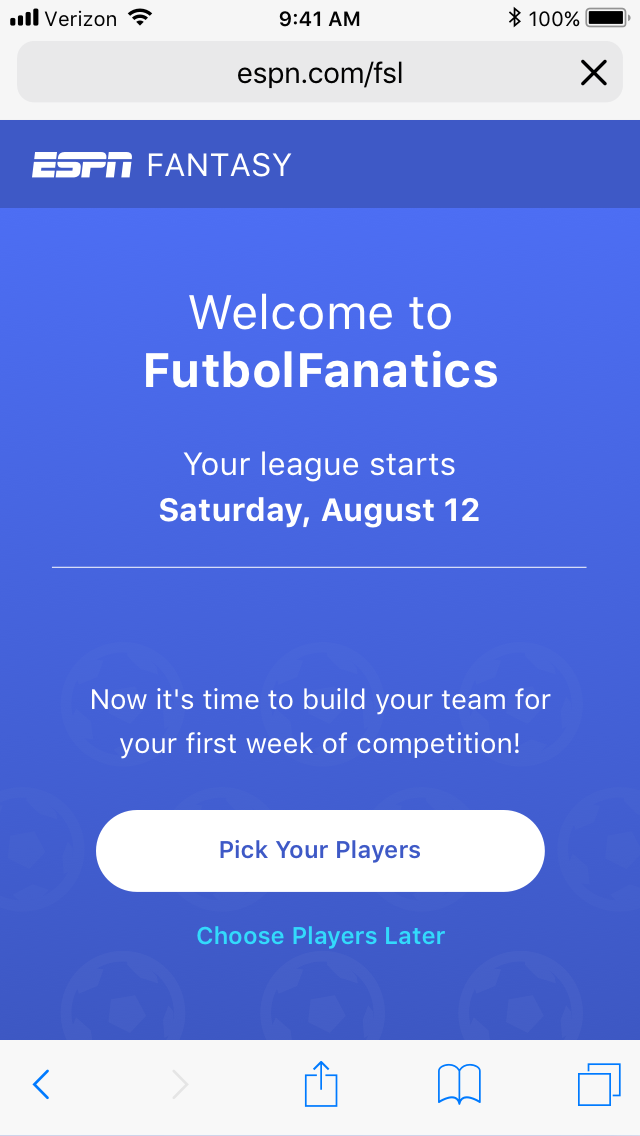 Verizon 9:41 AM 100%
espn.com/fsl
ESPN FANTASY
Welcome to
FutbolFanatics
Your league starts
Saturday, August 12
Now it's time to build your team for
your first week of competition!
Pick Your Players
Choose Players Later